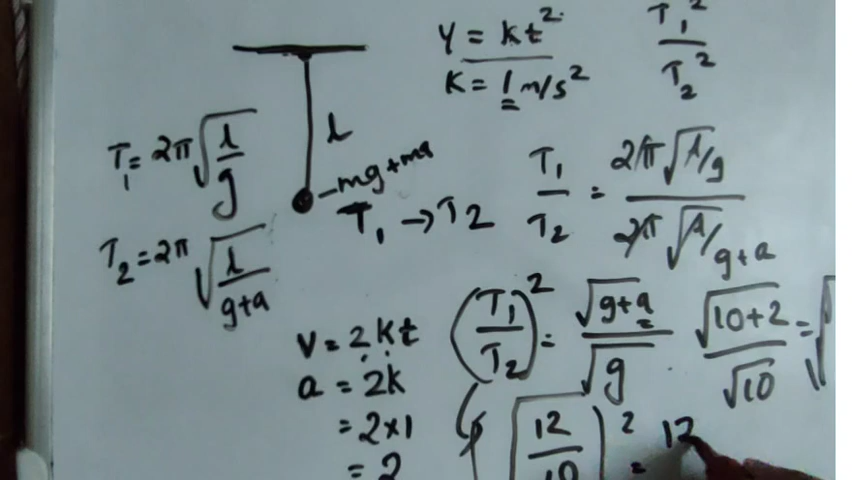 Y = kt²
K = 1 m/s²
T₁²/T₂²
l
T₁ = 2π√(l/g)
mg+ma
T₁ → T2
T₁/T₂ = 2π√l/g / 2π√l/g+a
T₂ = 2π√(l/g+a)
V = 2kt
a = 2k
= 2×1
= 2
(T₁/T₂)² = √g+a/√g √10+2/√10 = √
(√12/10)² = 12